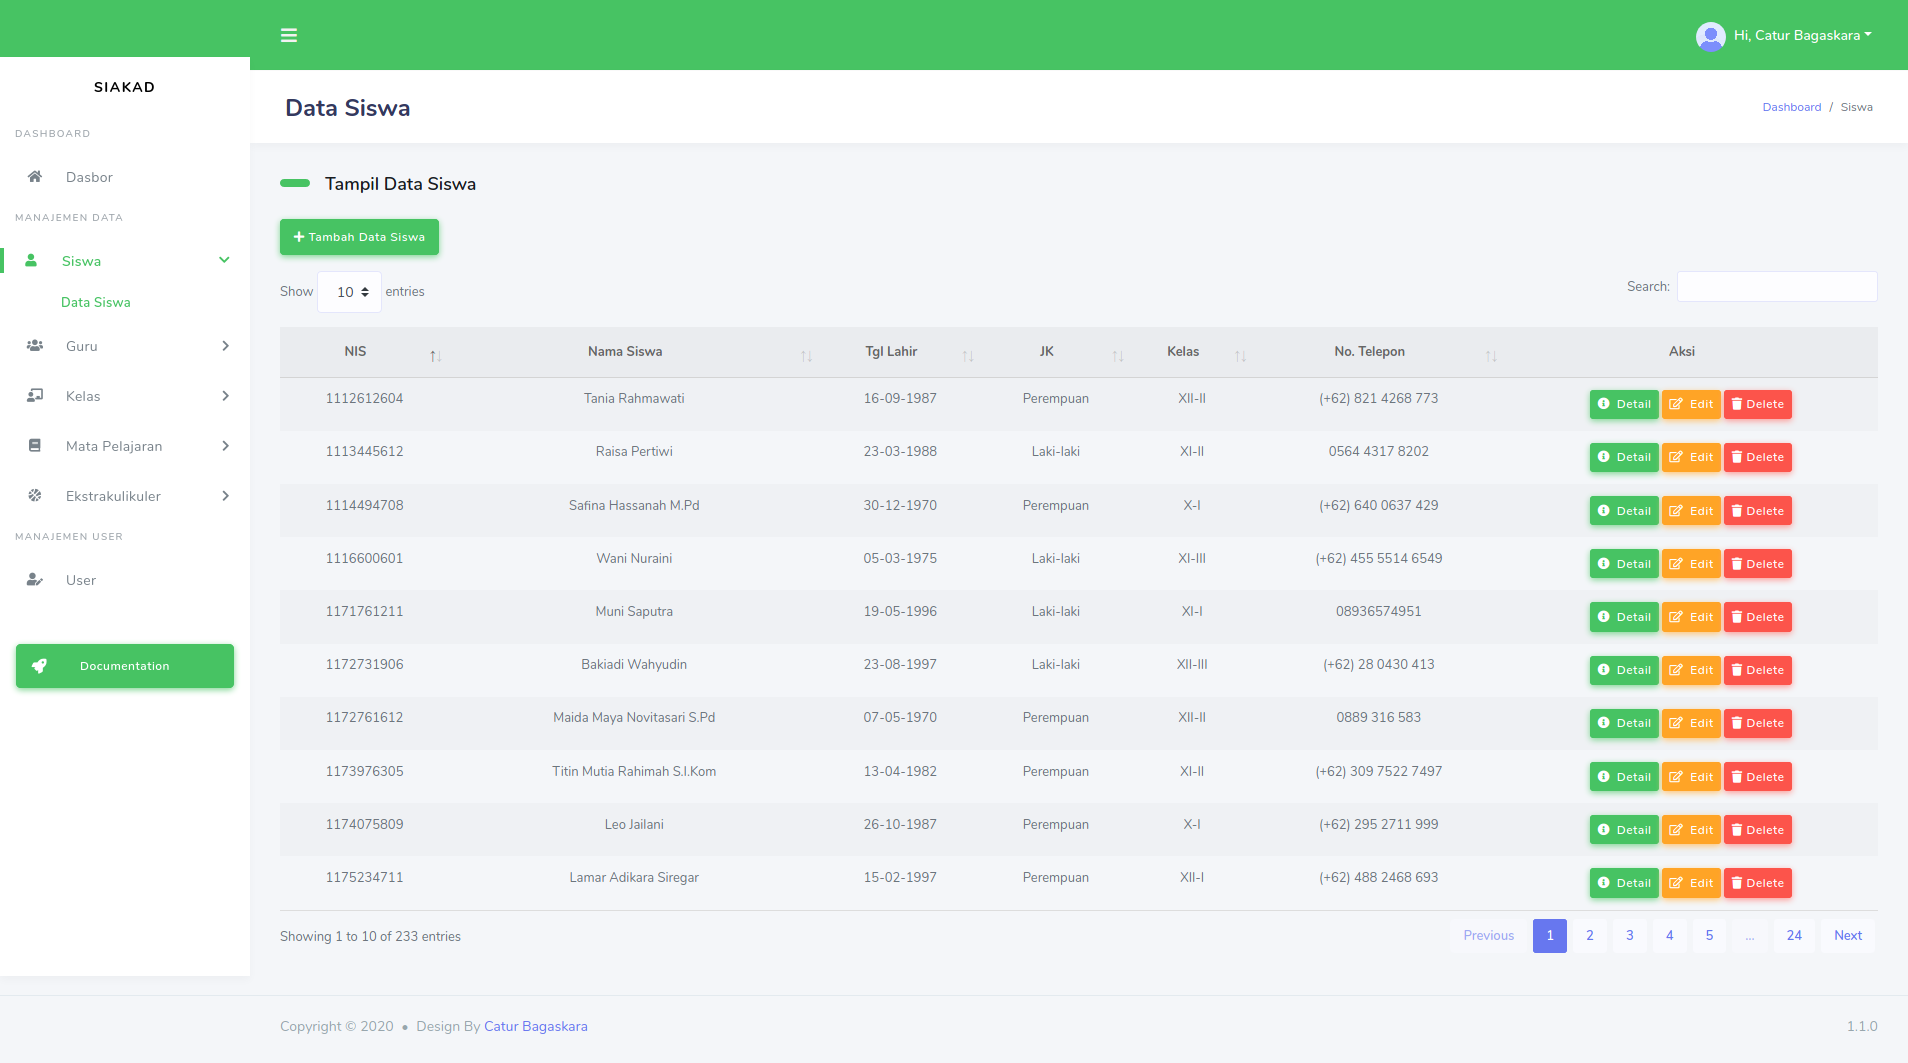 Hi, Catur Bagaskara
SIAKAD
DASHBOARD
Dasbor
MANAJEMEN DATA
Siswa
Data Siswa
Guru
Kelas
Mata Pelajaran
Ekstrakulikuler
MANAJEMEN USER
User
Documentation
Data Siswa
Dashboard / Siswa
Tampil Data Siswa
Tambah Data Siswa
Show 10 entries
Search:
NIS Nama Siswa Tgl Lahir JK Kelas No. Telepon Aksi
1112612604 Tania Rahmawati 16-09-1987 Perempuan XII-II (+62) 821 4268 773 Detail Edit Delete
1113445612 Raisa Pertiwi 23-03-1988 Laki-laki XI-II 0564 4317 8202 Detail Edit Delete
1114494708 Safina Hassanah M.Pd 30-12-1970 Perempuan X-I (+62) 640 0637 429 Detail Edit Delete
1116600601 Wani Nuraini 05-03-1975 Laki-laki XI-III (+62) 455 5514 6549 Detail Edit Delete
1171761211 Muni Saputra 19-05-1996 Laki-laki XI-I 08936574951 Detail Edit Delete
1172731906 Bakiadi Wahyudin 23-08-1997 Laki-laki XII-III (+62) 28 0430 413 Detail Edit Delete
1172761612 Maida Maya Novitasari S.Pd 07-05-1970 Perempuan XII-II 0889 316 583 Detail Edit Delete
1173976305 Titin Mutia Rahimah S.I.Kom 13-04-1982 Perempuan XI-II (+62) 309 7522 7497 Detail Edit Delete
1174075809 Leo Jailani 26-10-1987 Perempuan X-I (+62) 295 2711 999 Detail Edit Delete
1175234711 Lamar Adikara Siregar 15-02-1997 Perempuan XII-I (+62) 488 2468 693 Detail Edit Delete
Showing 1 to 10 of 233 entries
Previous 1 2 3 4 5 ... 24 Next
Copyright © 2020 • Design By Catur Bagaskara
1.1.0